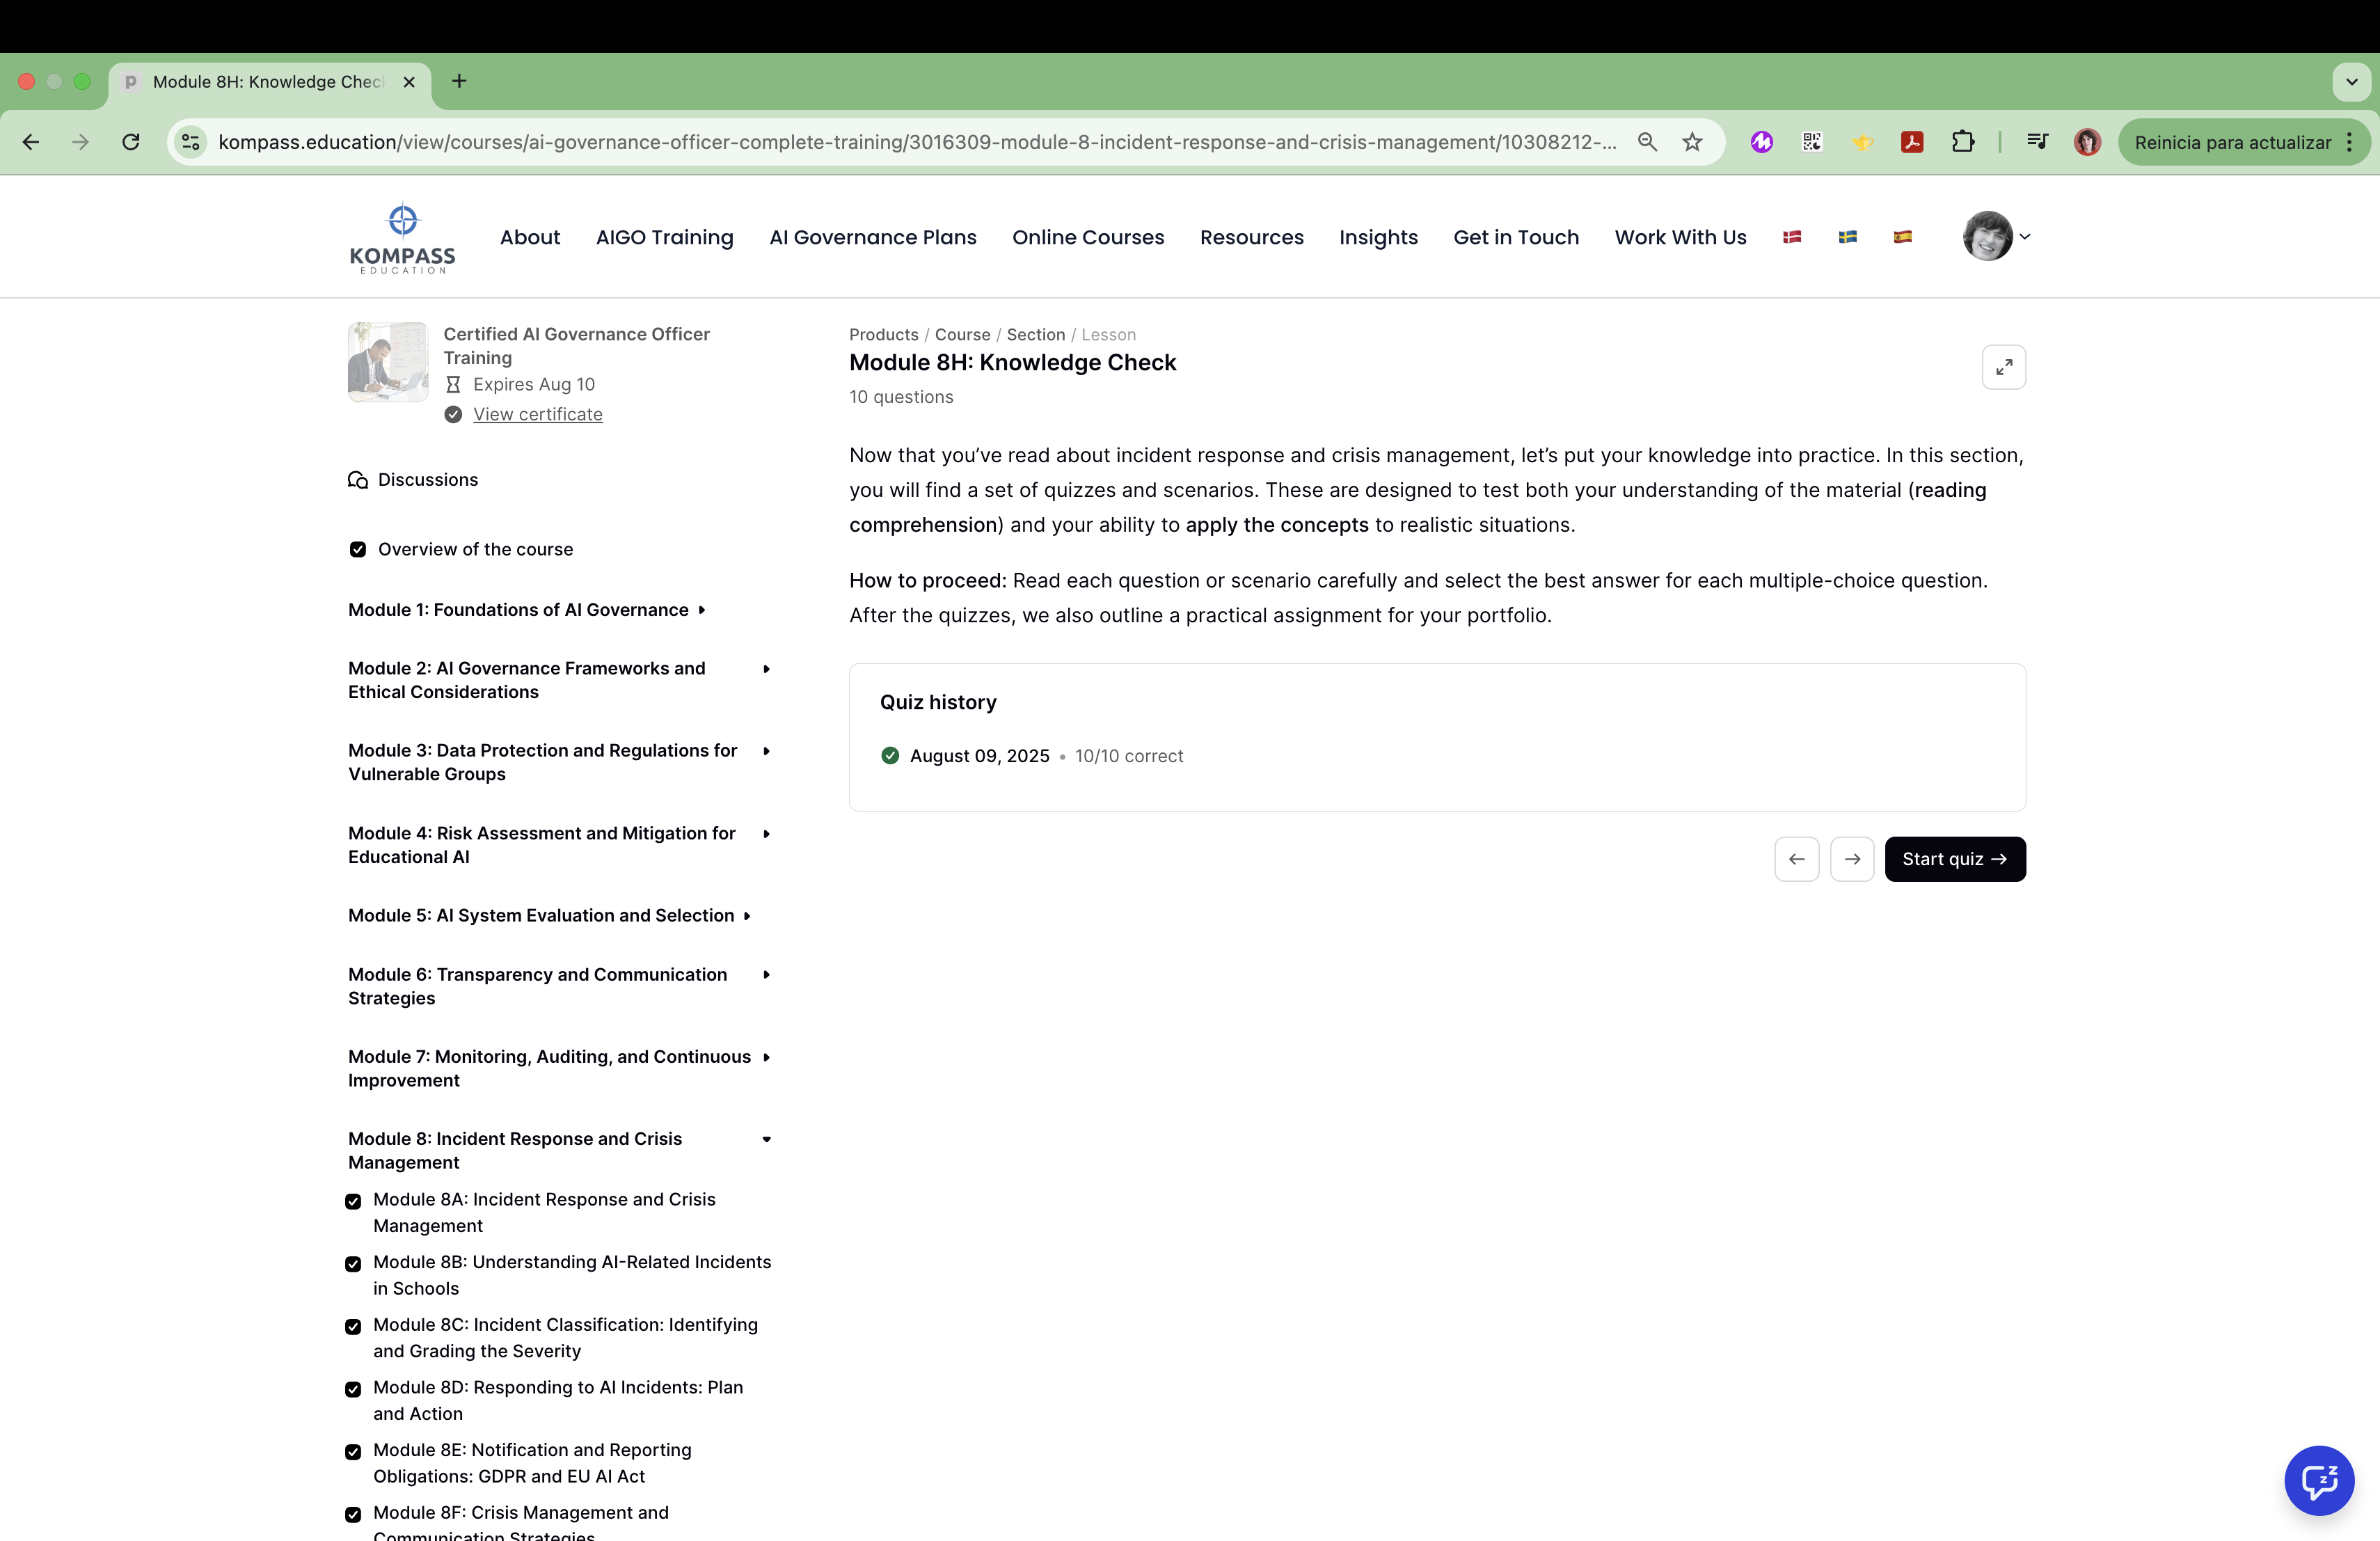 Module 8H: Knowledge Chec
kompass.education/view/courses/ai-governance-officer-complete-training/3016309-module-8-incident-response-and-crisis-management/10308212-...
Reinicia para actualizar
KOMPASS
EDUCATION
About
AIGO Training
AI Governance Plans
Online Courses
Resources
Insights
Get in Touch
Work With Us
Certified AI Governance Officer
Training
Expires Aug 10
View certificate
Discussions
Overview of the course
Module 1: Foundations of AI Governance
Module 2: AI Governance Frameworks and
Ethical Considerations
Module 3: Data Protection and Regulations for
Vulnerable Groups
Module 4: Risk Assessment and Mitigation for
Educational AI
Module 5: AI System Evaluation and Selection
Module 6: Transparency and Communication
Strategies
Module 7: Monitoring, Auditing, and Continuous
Improvement
Module 8: Incident Response and Crisis
Management
Module 8A: Incident Response and Crisis
Management
Module 8B: Understanding AI-Related Incidents
in Schools
Module 8C: Incident Classification: Identifying
and Grading the Severity
Module 8D: Responding to AI Incidents: Plan
and Action
Module 8E: Notification and Reporting
Obligations: GDPR and EU AI Act
Module 8F: Crisis Management and
Communication Strategies
Products / Course / Section / Lesson
Module 8H: Knowledge Check
10 questions
Now that you’ve read about incident response and crisis management, let’s put your knowledge into practice. In this section,
you will find a set of quizzes and scenarios. These are designed to test both your understanding of the material (reading
comprehension) and your ability to apply the concepts to realistic situations.
How to proceed: Read each question or scenario carefully and select the best answer for each multiple-choice question.
After the quizzes, we also outline a practical assignment for your portfolio.
Quiz history
August 09, 2025 • 10/10 correct
Start quiz →